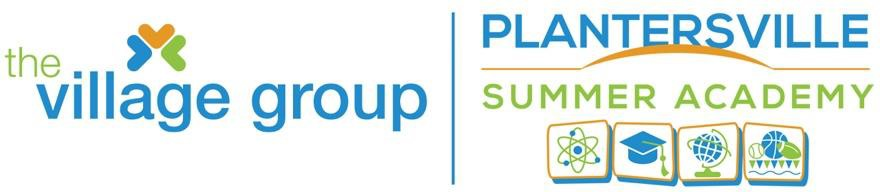 the
village group
PLANTERSVILLE
SUMMER ACADEMY